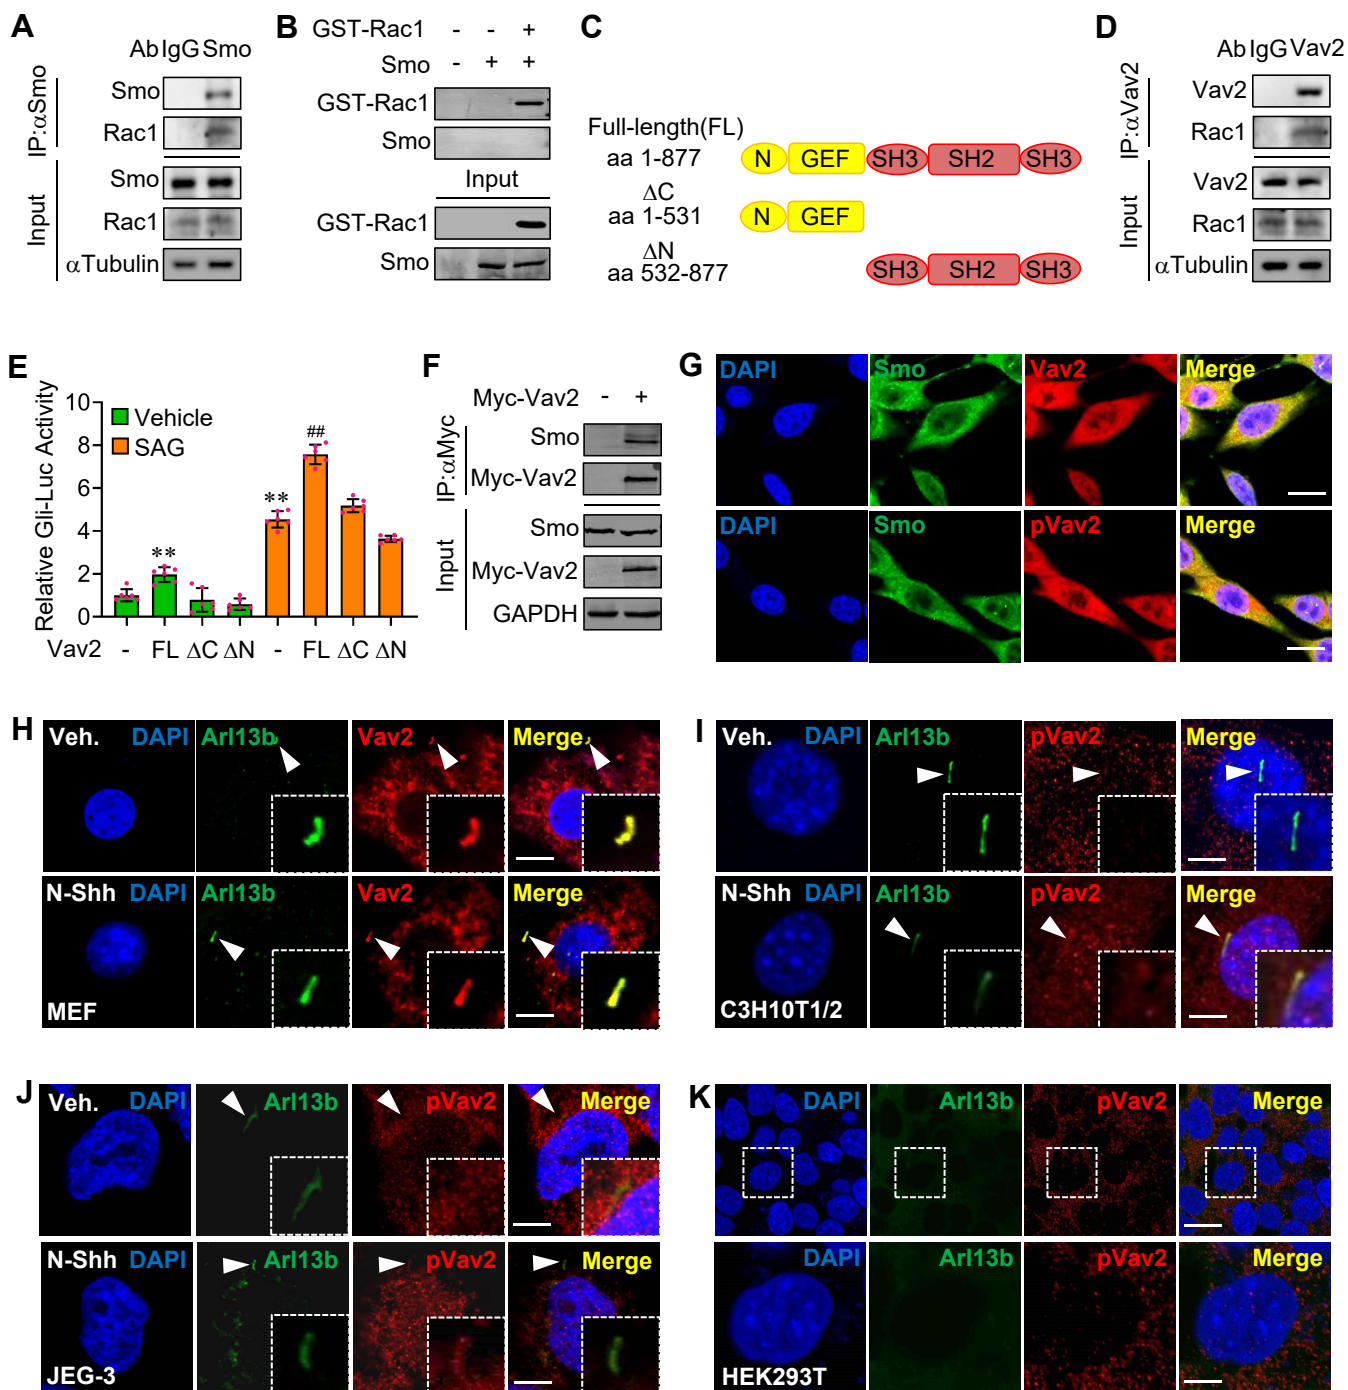 A
Ab IgG Smo
IP:αSmo
Smo
Rac1
Input
Smo
Rac1
αTubulin
B
GST-Rac1 - - +
Smo - + +
GST-Rac1
Smo
Input
GST-Rac1
Smo
C
Full-length(FL)
aa 1-877
N GEF SH3 SH2 SH3
ΔC
aa 1-531
N GEF
ΔN
aa 532-877
SH3 SH2 SH3
D
Ab IgG Vav2
IP:αVav2
Vav2
Rac1
Input
Vav2
Rac1
αTubulin
E
Relative Gli-Luc Activity
10
8
6
4
2
0
Vehicle
SAG
**
**
##
Vav2 - FL ΔC ΔN - FL ΔC ΔN
F
Myc-Vav2 - +
IP:αMyc
Smo
Myc-Vav2
Input
Smo
Myc-Vav2
GAPDH
G
DAPI Smo Vav2 Merge
DAPI Smo pVav2 Merge
H
Veh. DAPI Arl13b Vav2 Merge
N-Shh DAPI Arl13b Vav2 Merge
MEF
I
Veh. DAPI Arl13b pVav2 Merge
N-Shh DAPI Arl13b pVav2 Merge
C3H10T1/2
J
Veh. DAPI Arl13b pVav2 Merge
N-Shh DAPI Arl13b pVav2 Merge
JEG-3
K
DAPI Arl13b pVav2 Merge
DAPI Arl13b pVav2 Merge
HEK293T